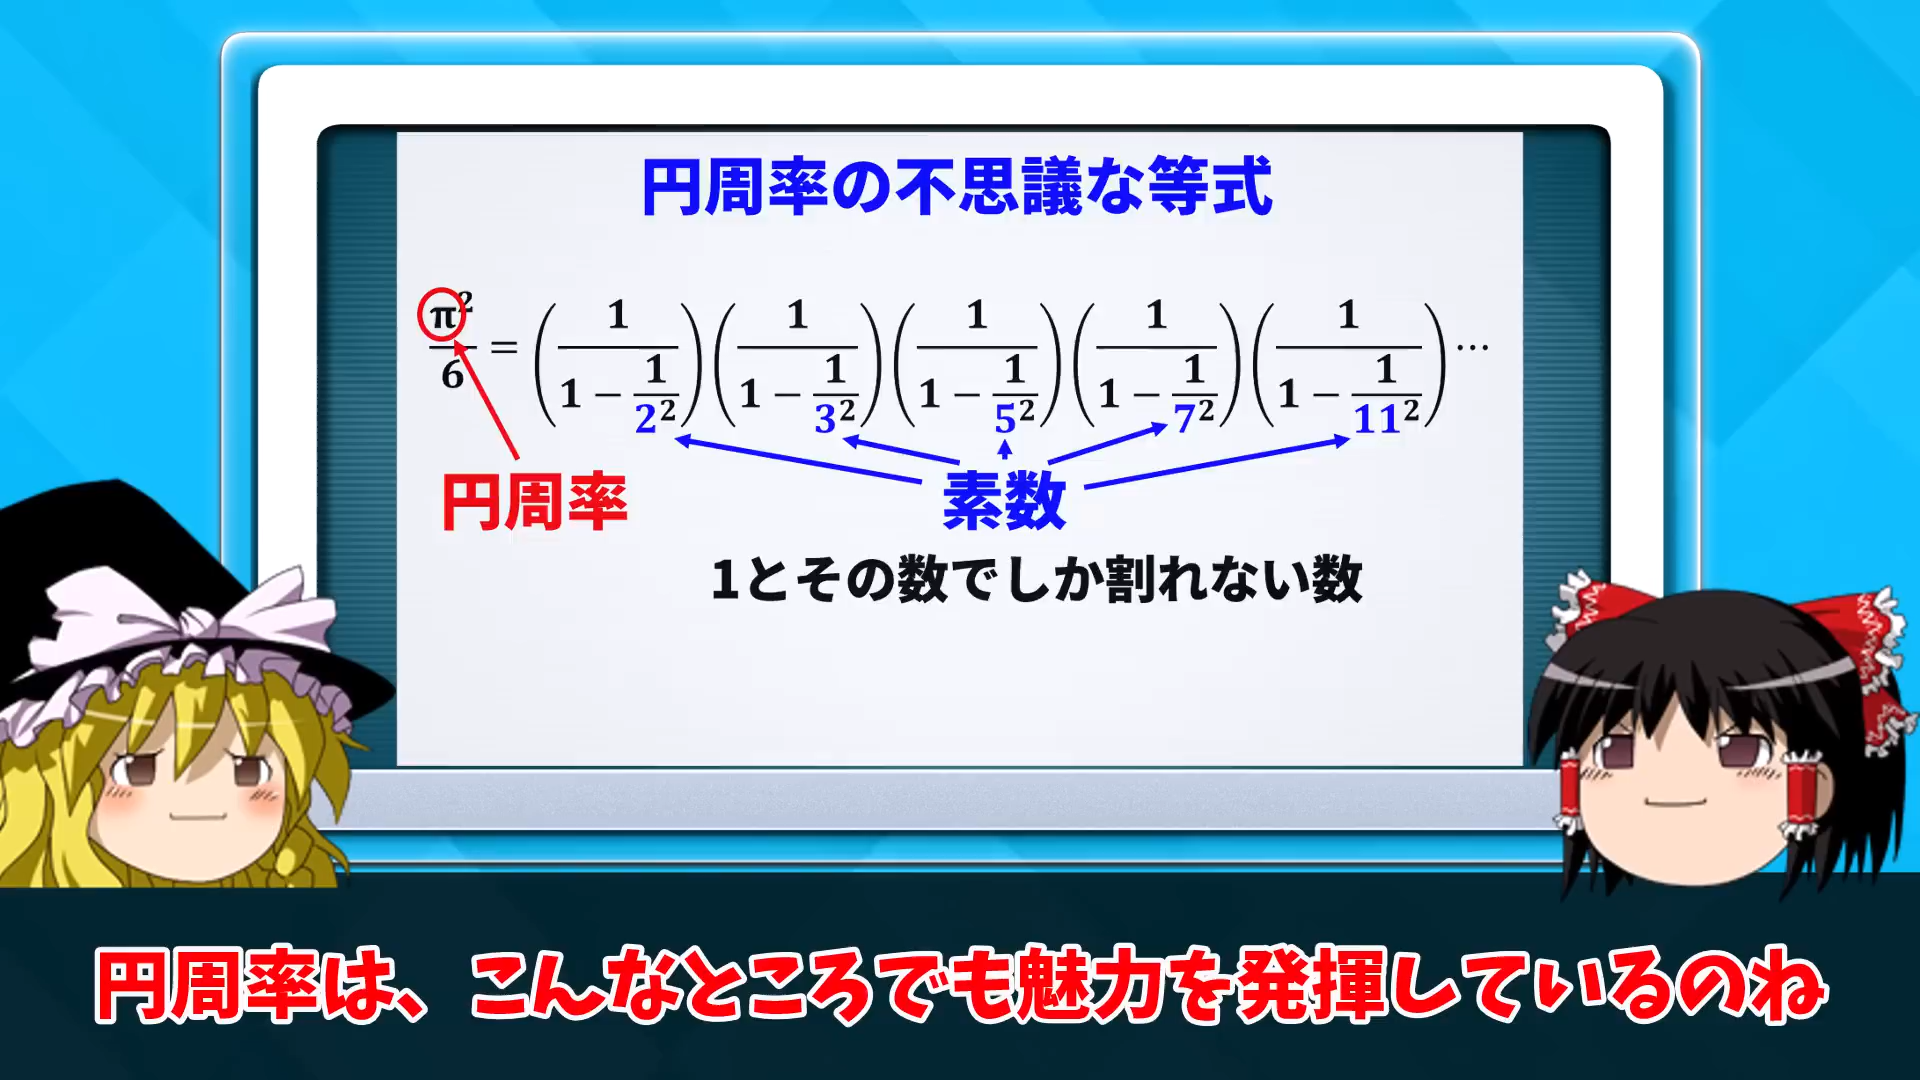 円周率の不思議な等式
π²/6 = (1/(1−1/2²))(1/(1−1/3²))(1/(1−1/5²))(1/(1−1/7²))(1/(1−1/11²))⋯
円周率 素数
1とその数でしか割れない数
円周率は、こんなところでも魅力を発揮しているのね